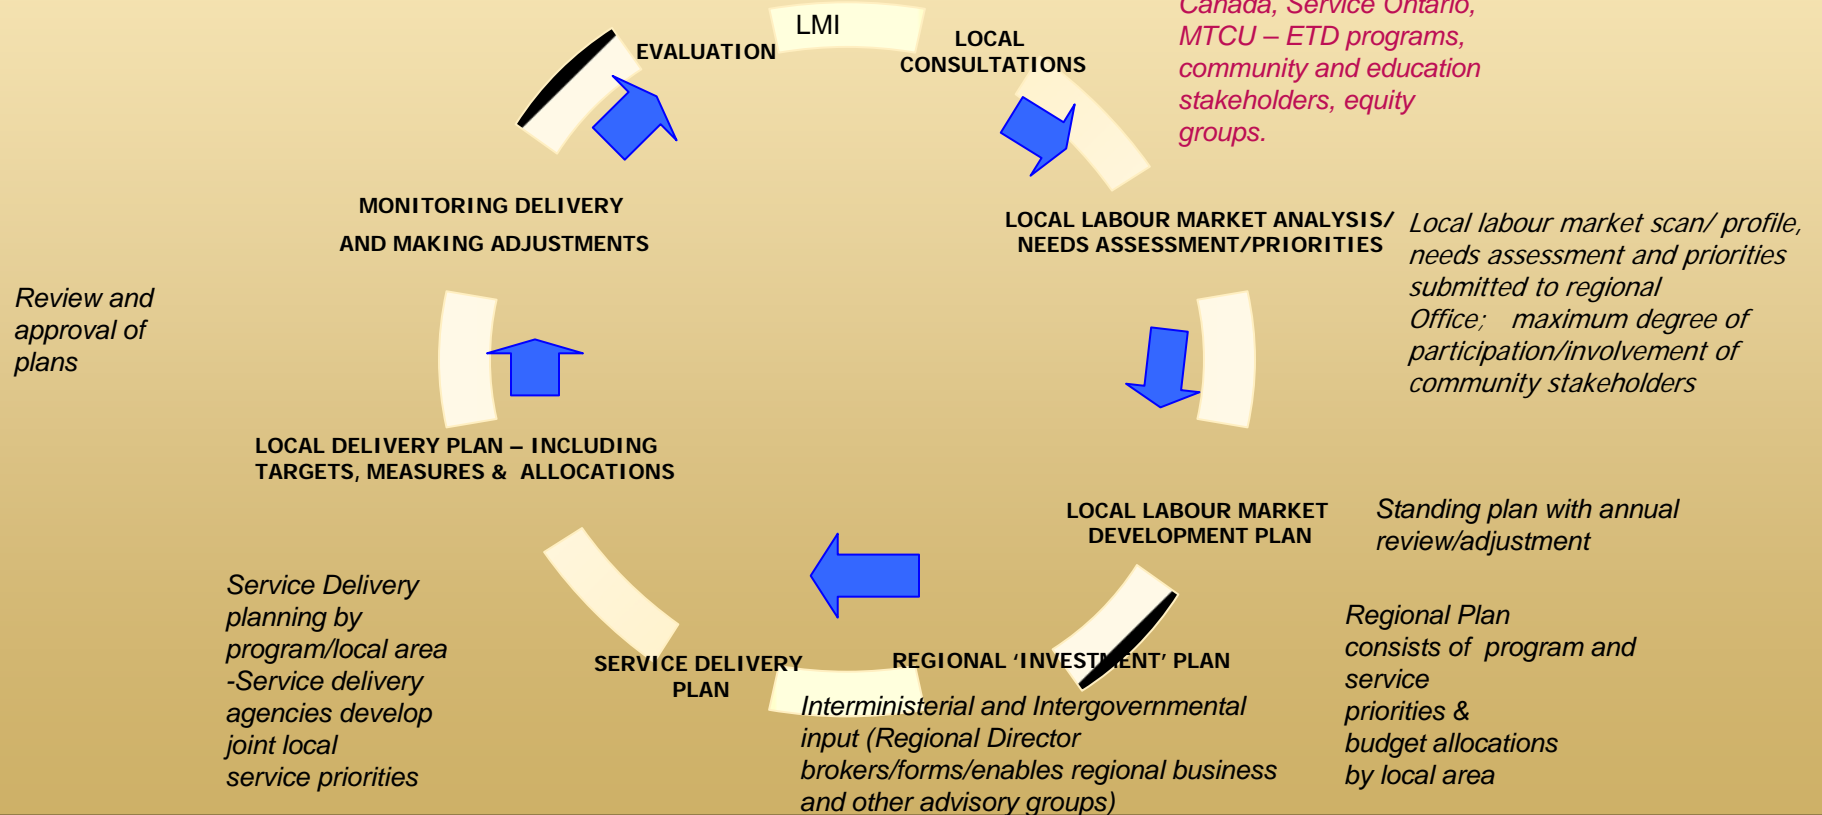 Canada, Service Ontario,
MTCU – ETD programs,
community and education
stakeholders, equity
groups.
LMI
EVALUATION
LOCAL
CONSULTATIONS
MONITORING DELIVERY
AND MAKING ADJUSTMENTS
LOCAL LABOUR MARKET ANALYSIS/
NEEDS ASSESSMENT/PRIORITIES
Local labour market scan/ profile,
needs assessment and priorities
submitted to regional
Office; maximum degree of
participation/involvement of
community stakeholders
Review and
approval of
plans
LOCAL DELIVERY PLAN – INCLUDING
TARGETS, MEASURES & ALLOCATIONS
LOCAL LABOUR MARKET
DEVELOPMENT PLAN
Standing plan with annual
review/adjustment
Service Delivery
planning by
program/local area
-Service delivery
agencies develop
joint local
service priorities
SERVICE DELIVERY
PLAN
REGIONAL ‘INVESTMENT’ PLAN
Interministerial and Intergovernmental
input (Regional Director
brokers/forms/enables regional business
and other advisory groups)
Regional Plan
consists of program and
service
priorities &
budget allocations
by local area